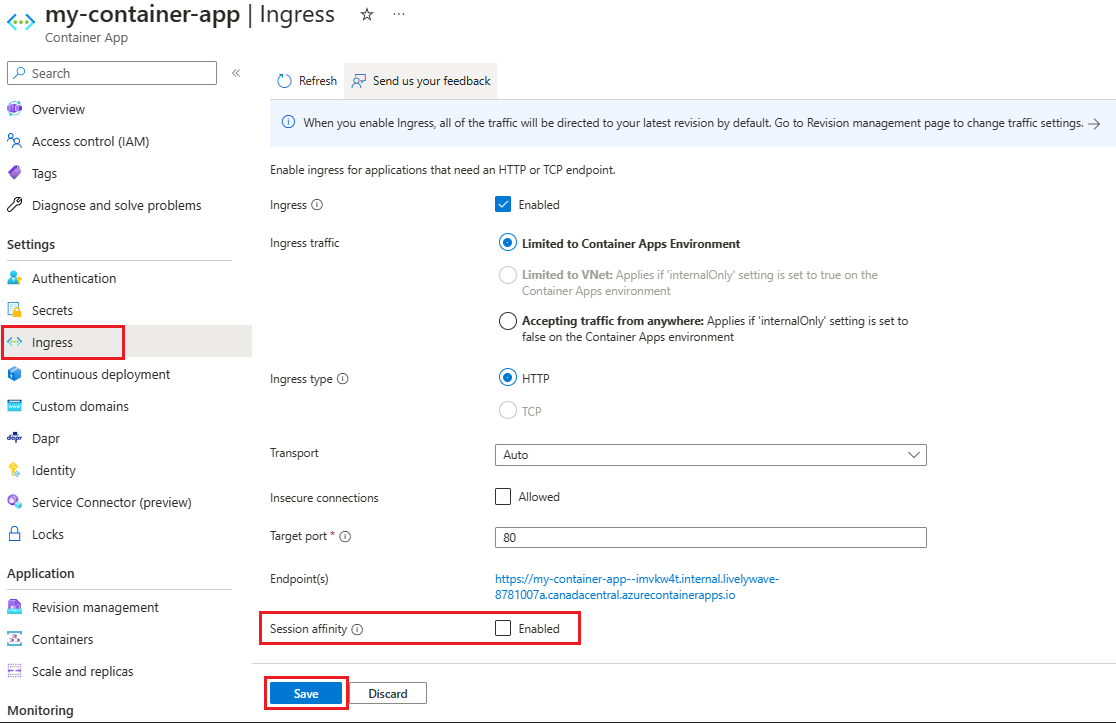 my-container-app | Ingress
Container App
Search
Overview
Access control (IAM)
Tags
Diagnose and solve problems
Settings
Authentication
Secrets
Ingress
Continuous deployment
Custom domains
Dapr
Identity
Service Connector (preview)
Locks
Application
Revision management
Containers
Scale and replicas
Monitoring
Refresh
Send us your feedback
When you enable Ingress, all of the traffic will be directed to your latest revision by default. Go to Revision management page to change traffic settings.
Enable ingress for applications that need an HTTP or TCP endpoint.
Ingress
Enabled
Ingress traffic
Limited to Container Apps Environment
Limited to VNet: Applies if 'internalOnly' setting is set to true on the
Container Apps environment
Accepting traffic from anywhere: Applies if 'internalOnly' setting is set to
false on the Container Apps environment
Ingress type
HTTP
TCP
Transport
Auto
Insecure connections
Allowed
Target port *
80
Endpoint(s)
https://my-container-app--imvkw4t.internal.livelywave-
8781007a.canadacentral.azurecontainerapps.io
Session affinity
Enabled
Save
Discard